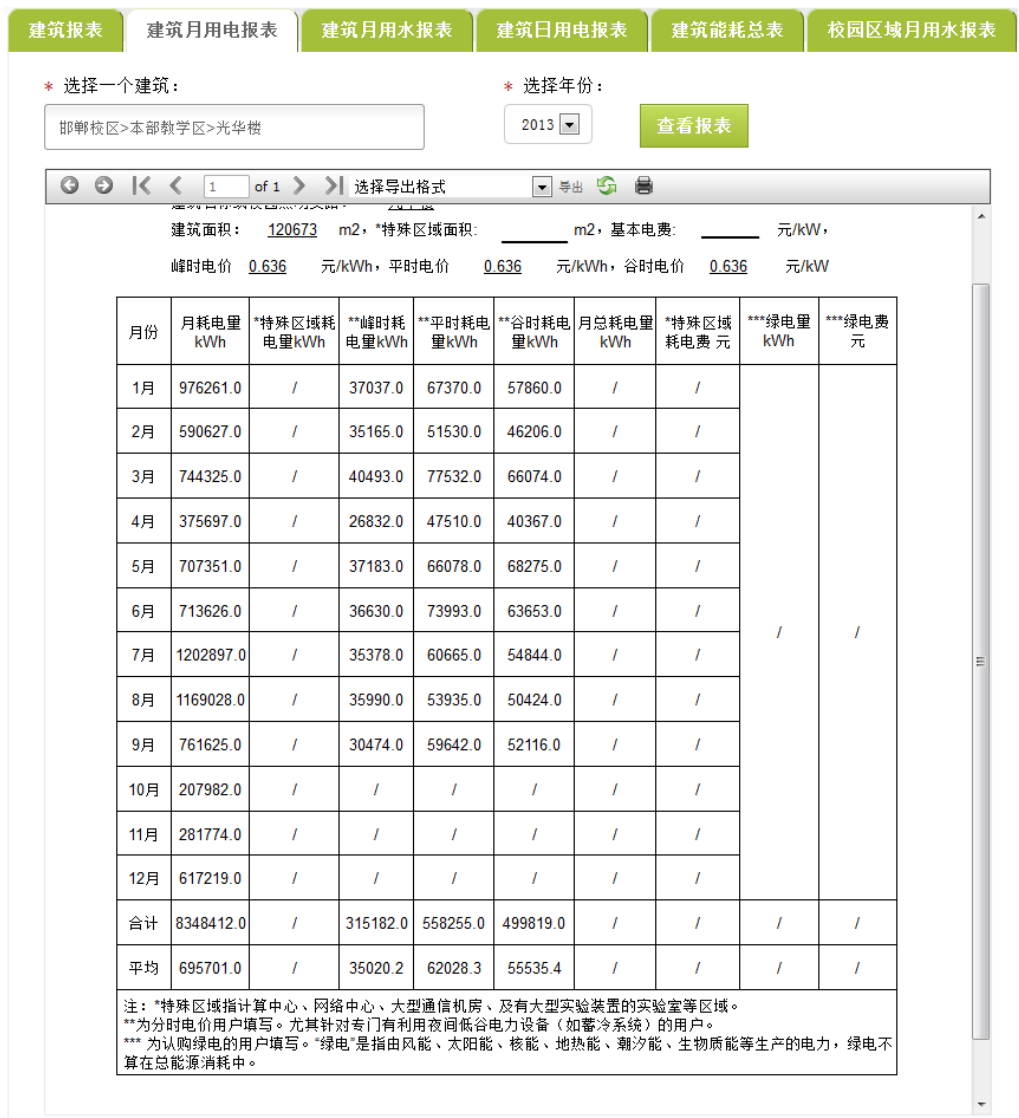 建筑报表 建筑月用电报表 建筑月用水报表 建筑日用电报表 建筑能耗总表 校园区域月用水报表
* 选择一个建筑： * 选择年份：
邯郸校区>本部教学区>光华楼 2013 查看报表
1 of 1 选择导出格式 导出
建筑面积： 120673 m2，*特殊区域面积: m2，基本电费: 元/kW，
峰时电价 0.636 元/kWh，平时电价 0.636 元/kWh，谷时电价 0.636 元/kW
月份 月耗电量kWh *特殊区域耗电量kWh **峰时耗电量kWh **平时耗电量kWh **谷时耗电量kWh 月总耗电量kWh *特殊区域耗电费 元 ***绿电量kWh ***绿电费元
1月 976261.0 / 37037.0 67370.0 57860.0 / /
2月 590627.0 / 35165.0 51530.0 46206.0 / /
3月 744325.0 / 40493.0 77532.0 66074.0 / /
4月 375697.0 / 26832.0 47510.0 40367.0 / /
5月 707351.0 / 37183.0 66078.0 68275.0 / /
6月 713626.0 / 36630.0 73993.0 63653.0 / / / /
7月 1202897.0 / 35378.0 60665.0 54844.0 / /
8月 1169028.0 / 35990.0 53935.0 50424.0 / /
9月 761625.0 / 30474.0 59642.0 52116.0 / /
10月 207982.0 / / / / / /
11月 281774.0 / / / / / /
12月 617219.0 / / / / / /
合计 8348412.0 / 315182.0 558255.0 499819.0 / / / /
平均 695701.0 / 35020.2 62028.3 55535.4 / / / /
注：*特殊区域指计算中心、网络中心、大型通信机房、及有大型实验装置的实验室等区域。
**为分时电价用户填写。尤其针对专门有利用夜间低谷电力设备（如蓄冷系统）的用户。
*** 为认购绿电的用户填写。“绿电”是指由风能、太阳能、核能、地热能、潮汐能、生物质能等生产的电力，绿电不
算在总能源消耗中。